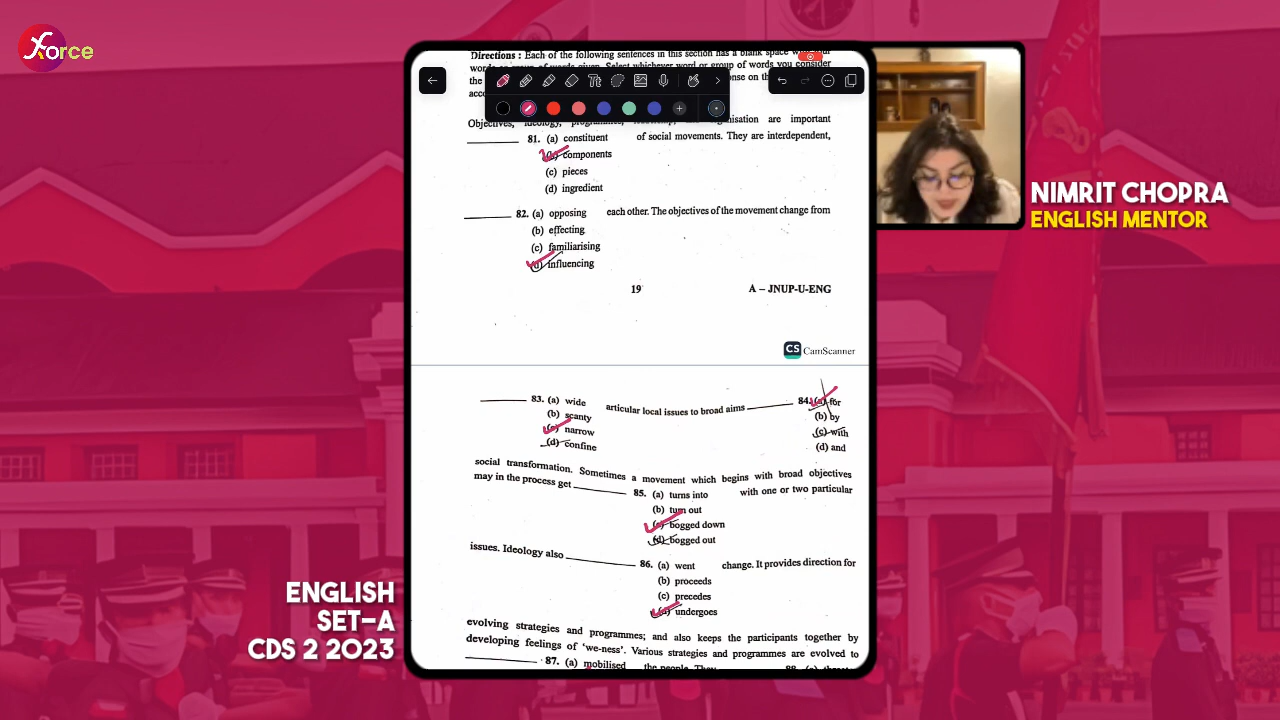 xforce
Directions : Each of the following sentences in this section has a blank space with four
words or group of words given. Select whichever word or group of words you consider
the
acco
Objectives, ideology, programme, organisation are important
81. (a) constituent of social movements. They are interdependent,
(b) components
(c) pieces
(d) ingredient
82. (a) opposing each other. The objectives of the movement change from
(b) effecting
(c) familiarising
(d) influencing
19 A – JNUP-U-ENG
CS CamScanner
83. (a) wide articular local issues to broad aims 84. (a) for
(b) scanty (b) by
(c) narrow (c) with
(d) confine (d) and
social transformation. Sometimes a movement which begins with broad objectives
may in the process get 85. (a) turns into with one or two particular
(b) turn out
(c) bogged down
(d) bogged out
issues. Ideology also 86. (a) went change. It provides direction for
(b) proceeds
(c) precedes
(d) undergoes
evolving strategies and programmes; and also keeps the participants together by
developing feelings of 'we-ness'. Various strategies and programmes are evolved to
87. (a) mobilised the people. They 88. (a)
NIMRIT CHOPRA
ENGLISH MENTOR
ENGLISH
SET-A
CDS 2 2023